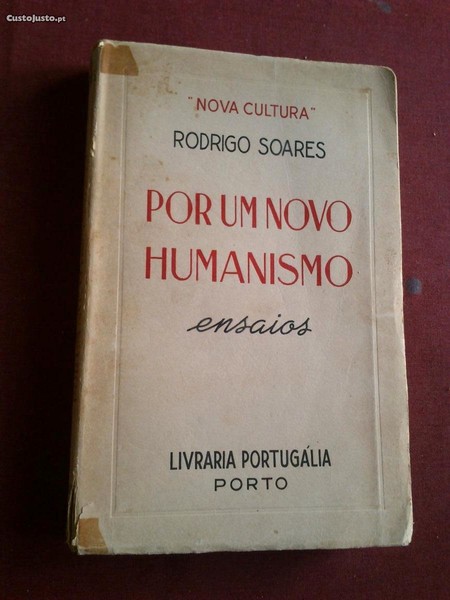 CustoJusto.pt
"NOVA CULTURA"
RODRIGO SOARES
POR UM NOVO
HUMANISMO
ensaios
LIVRARIA PORTUGÁLIA
PORTO